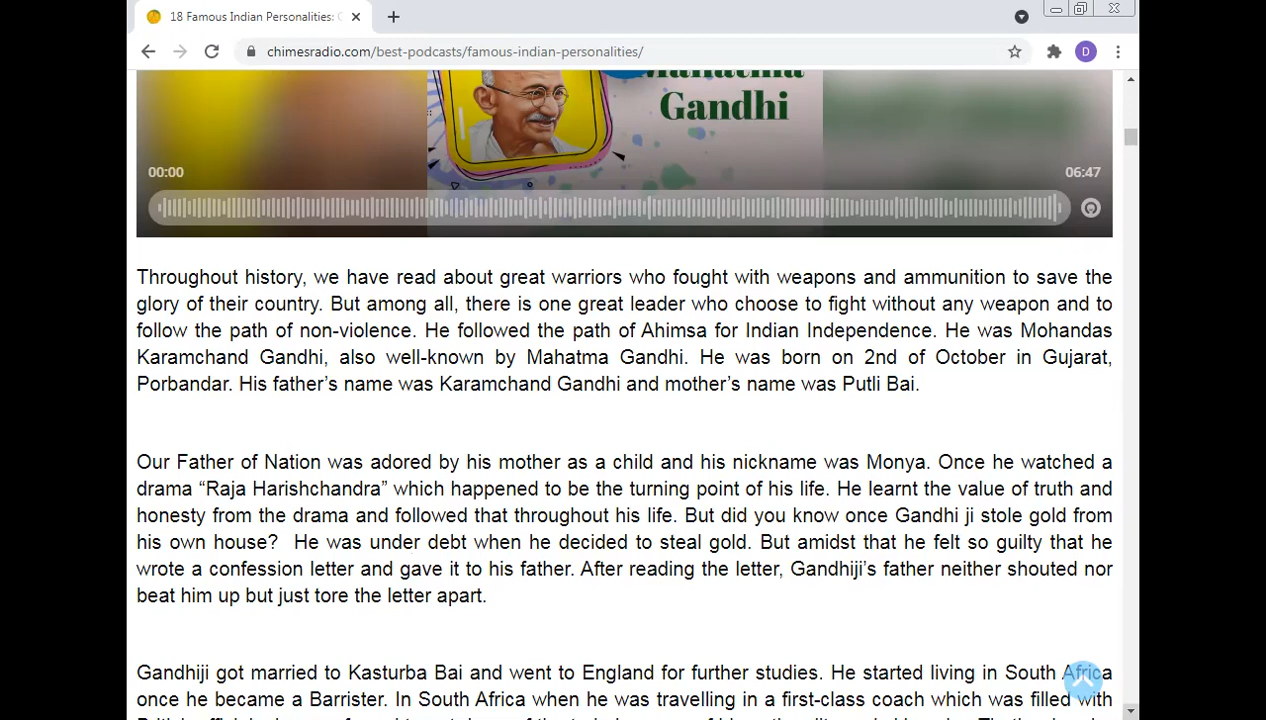 18 Famous Indian Personalities:
chimesradio.com/best-podcasts/famous-indian-personalities/
D
Mahatma
Gandhi
00:00
06:47
Throughout history, we have read about great warriors who fought with weapons and ammunition to save the
glory of their country. But among all, there is one great leader who choose to fight without any weapon and to
follow the path of non-violence. He followed the path of Ahimsa for Indian Independence. He was Mohandas
Karamchand Gandhi, also well-known by Mahatma Gandhi. He was born on 2nd of October in Gujarat,
Porbandar. His father’s name was Karamchand Gandhi and mother’s name was Putli Bai.
Our Father of Nation was adored by his mother as a child and his nickname was Monya. Once he watched a
drama “Raja Harishchandra” which happened to be the turning point of his life. He learnt the value of truth and
honesty from the drama and followed that throughout his life. But did you know once Gandhi ji stole gold from
his own house? He was under debt when he decided to steal gold. But amidst that he felt so guilty that he
wrote a confession letter and gave it to his father. After reading the letter, Gandhiji’s father neither shouted nor
beat him up but just tore the letter apart.
Gandhiji got married to Kasturba Bai and went to England for further studies. He started living in South Africa
once he became a Barrister. In South Africa when he was travelling in a first-class coach which was filled with